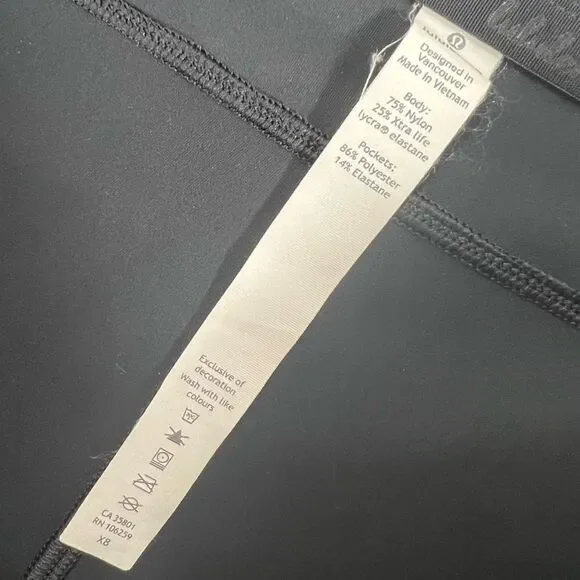 Designed in
Vancouver
Made in Vietnam
Body:
75% Nylon
25% Xtra life
lycra® elastane
Pockets:
86% Polyester
14% Elastane
Exclusive of
decoration
Wash with like
colours
CA 35801
RN 106259
XB